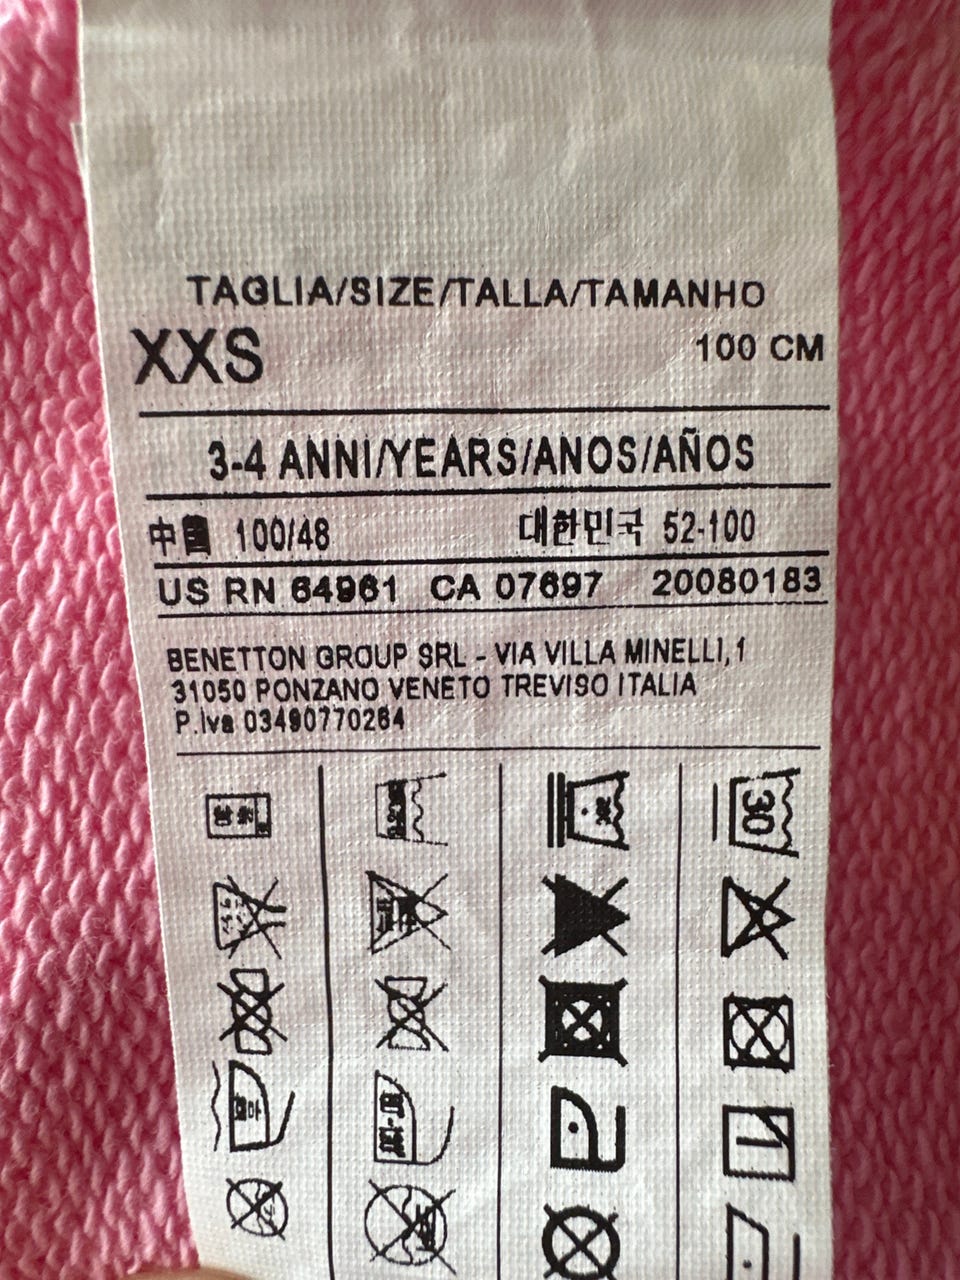 TAGLIA/SIZE/TALLA/TAMANHO
XXS 100 CM
3-4 ANNI/YEARS/ANOS/AÑOS
中國 100/48 대한민국 52-100
US RN 64961 CA 07697 20080183
BENETTON GROUP SRL - VIA VILLA MINELLI,1
31050 PONZANO VENETO TREVISO ITALIA
P.Iva 03490770264
30